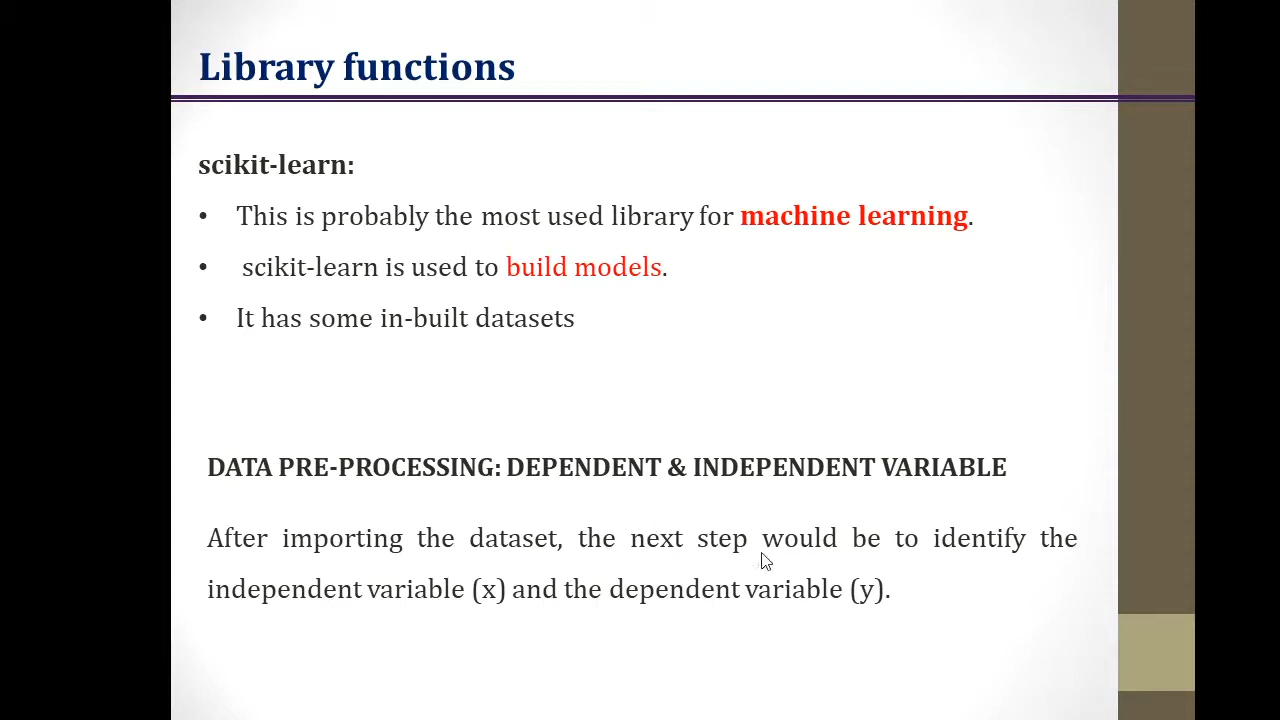 Library functions
scikit-learn:
• This is probably the most used library for machine learning.
• scikit-learn is used to build models.
• It has some in-built datasets
DATA PRE-PROCESSING: DEPENDENT & INDEPENDENT VARIABLE
After importing the dataset, the next step would be to identify the
independent variable (x) and the dependent variable (y).